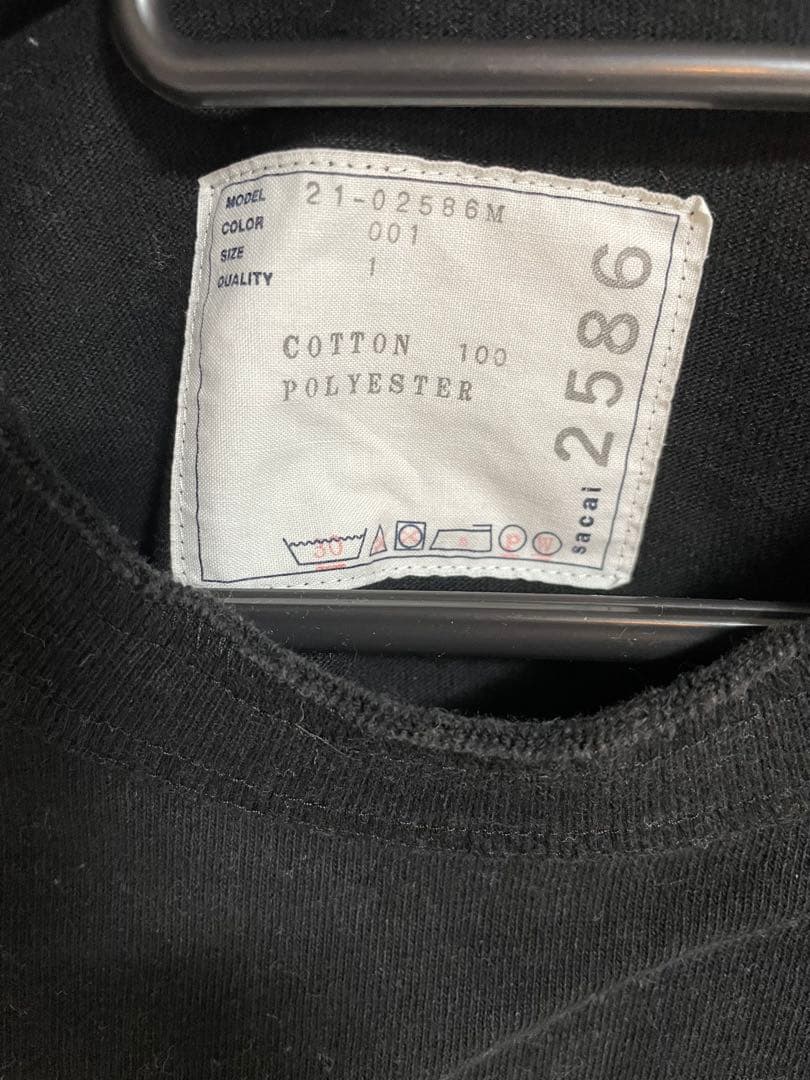 MODEL 21-02586M
COLOR 001
SIZE 1
QUALITY
COTTON 100
POLYESTER
30 P W
sacai 2586